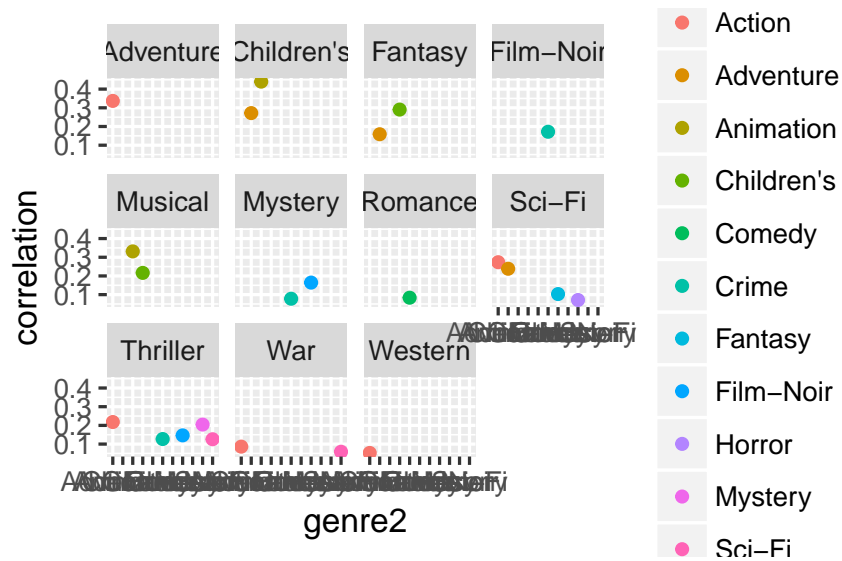 Adventure Children's Fantasy Film−Noir
0.4
0.3
0.2
0.1
Musical Mystery Romance Sci−Fi
0.4
0.3
0.2
0.1
Thriller War Western
0.4
0.3
0.2
0.1
correlation
genre2
Action
Adventure
Animation
Children's
Comedy
Crime
Fantasy
Film−Noir
Horror
Mystery
Sci−Fi